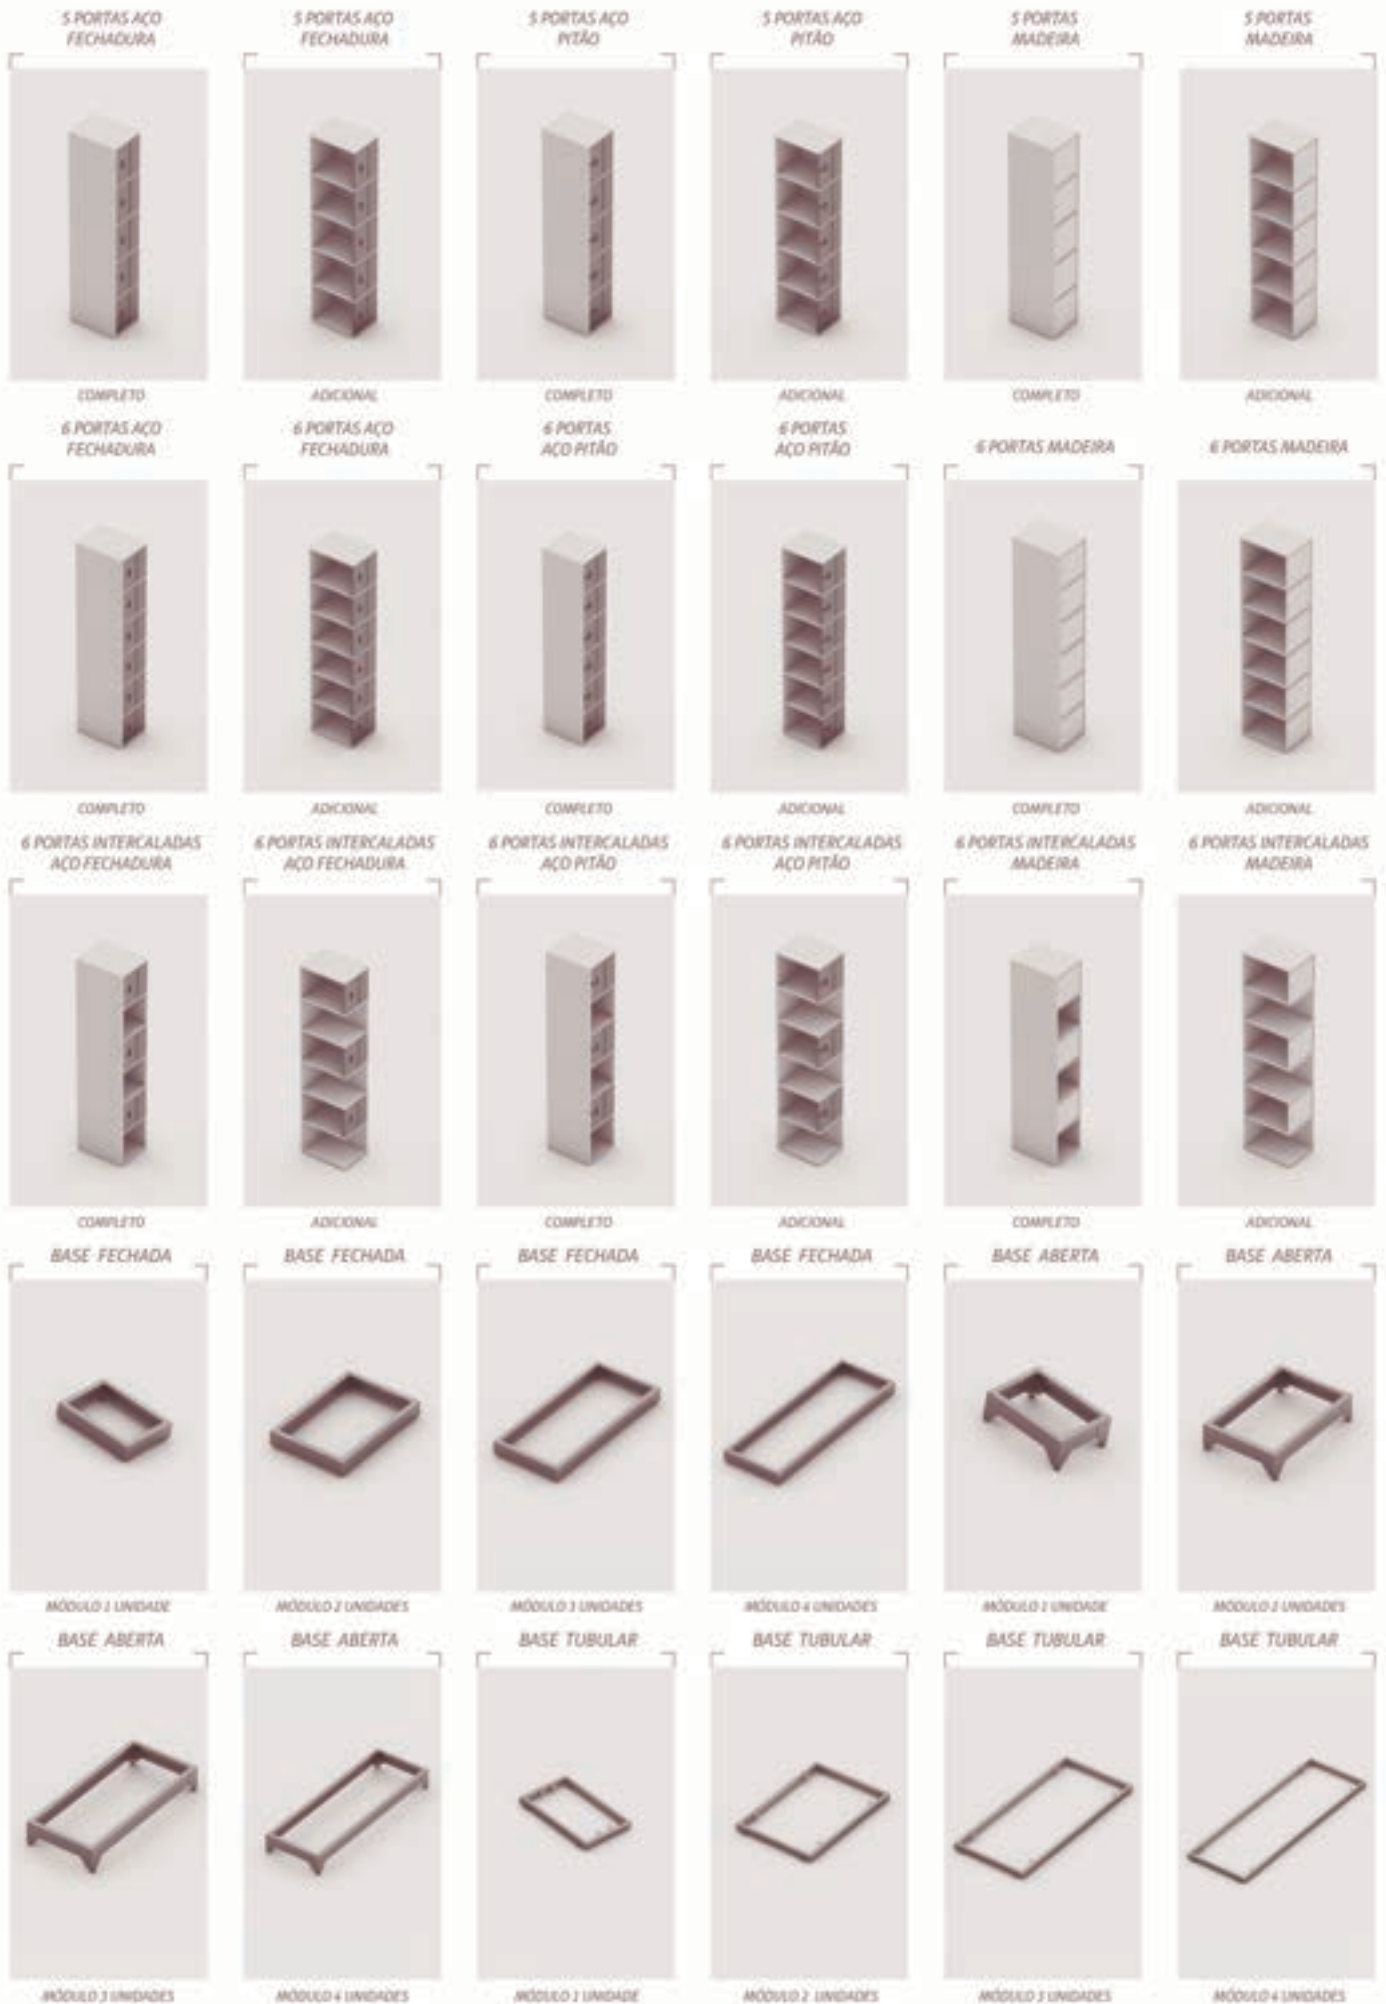 5 PORTAS AÇO
FECHADURA
5 PORTAS AÇO
FECHADURA
5 PORTAS AÇO
PITÃO
5 PORTAS AÇO
PITÃO
5 PORTAS
MADEIRA
5 PORTAS
MADEIRA
COMPLETO
ADICIONAL
COMPLETO
ADICIONAL
COMPLETO
ADICIONAL
6 PORTAS AÇO
FECHADURA
6 PORTAS AÇO
FECHADURA
6 PORTAS
AÇO PITÃO
6 PORTAS
AÇO PITÃO
6 PORTAS MADEIRA
6 PORTAS MADEIRA
COMPLETO
ADICIONAL
COMPLETO
ADICIONAL
COMPLETO
ADICIONAL
6 PORTAS INTERCALADAS
AÇO FECHADURA
6 PORTAS INTERCALADAS
AÇO FECHADURA
6 PORTAS INTERCALADAS
AÇO PITÃO
6 PORTAS INTERCALADAS
AÇO PITÃO
6 PORTAS INTERCALADAS
MADEIRA
6 PORTAS INTERCALADAS
MADEIRA
COMPLETO
ADICIONAL
COMPLETO
ADICIONAL
COMPLETO
ADICIONAL
BASE FECHADA
BASE FECHADA
BASE FECHADA
BASE FECHADA
BASE ABERTA
BASE ABERTA
MÓDULO 1 UNIDADE
MÓDULO 2 UNIDADES
MÓDULO 3 UNIDADES
MÓDULO 4 UNIDADES
MÓDULO 1 UNIDADE
MÓDULO 2 UNIDADES
BASE ABERTA
BASE ABERTA
BASE TUBULAR
BASE TUBULAR
BASE TUBULAR
BASE TUBULAR
MÓDULO 3 UNIDADES
MÓDULO 4 UNIDADES
MÓDULO 1 UNIDADE
MÓDULO 2 UNIDADES
MÓDULO 3 UNIDADES
MÓDULO 4 UNIDADES